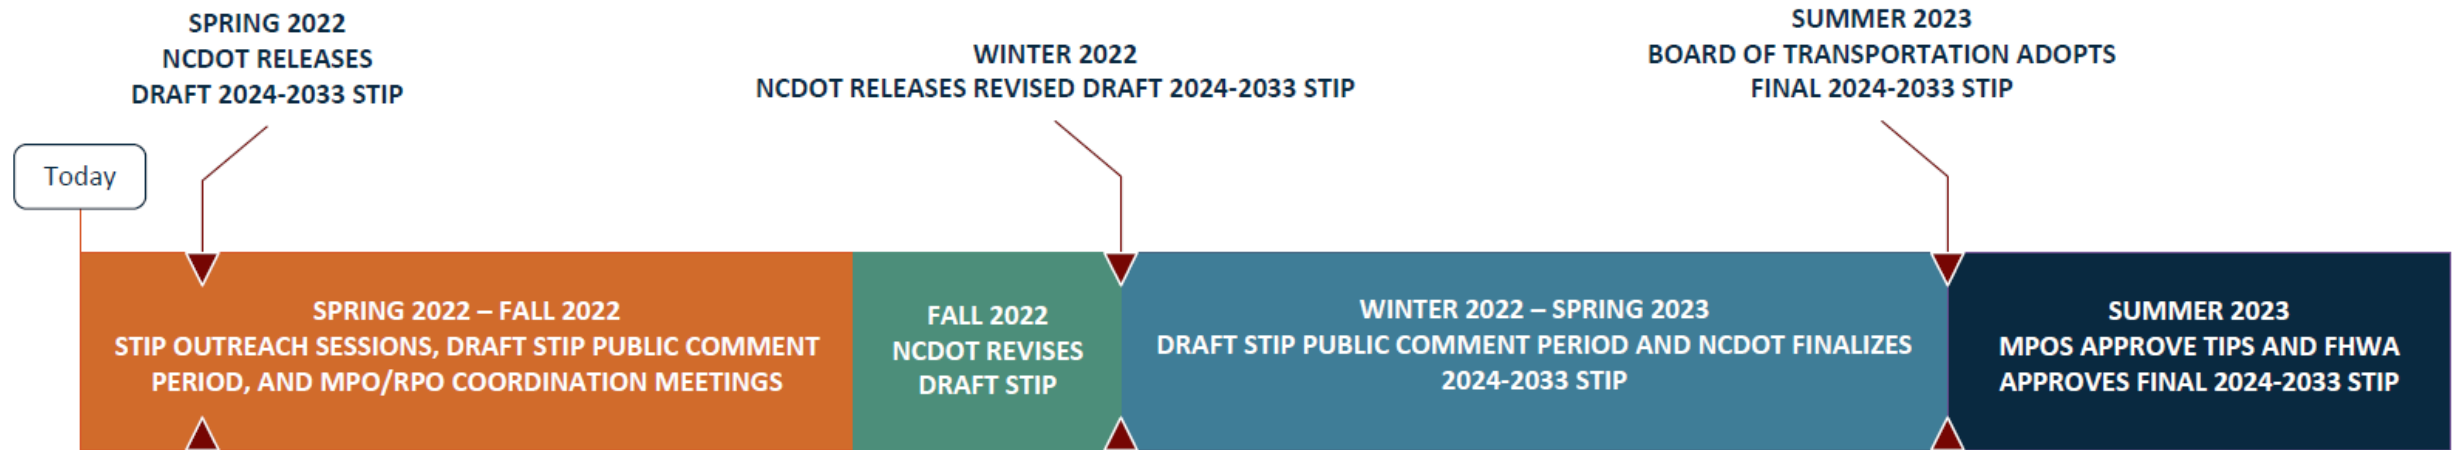 SPRING 2022
NCDOT RELEASES
DRAFT 2024-2033 STIP
WINTER 2022
NCDOT RELEASES REVISED DRAFT 2024-2033 STIP
SUMMER 2023
BOARD OF TRANSPORTATION ADOPTS
FINAL 2024-2033 STIP
Today
SPRING 2022 – FALL 2022
STIP OUTREACH SESSIONS, DRAFT STIP PUBLIC COMMENT
PERIOD, AND MPO/RPO COORDINATION MEETINGS
FALL 2022
NCDOT REVISES
DRAFT STIP
WINTER 2022 – SPRING 2023
DRAFT STIP PUBLIC COMMENT PERIOD AND NCDOT FINALIZES
2024-2033 STIP
SUMMER 2023
MPOS APPROVE TIPS AND FHWA
APPROVES FINAL 2024-2033 STIP